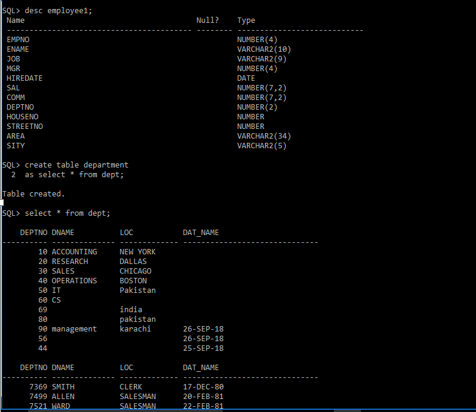 SQL> desc employee1;
Name Null? Type
----------------------------------------- -------- ----------------------------
EMPNO NUMBER(4)
ENAME VARCHAR2(10)
JOB VARCHAR2(9)
MGR NUMBER(4)
HIREDATE DATE
SAL NUMBER(7,2)
COMM NUMBER(7,2)
DEPTNO NUMBER(2)
HOUSENO NUMBER
STREETNO NUMBER
AREA VARCHAR2(34)
SITY VARCHAR2(5)
SQL> create table department
2 as select * from dept;
Table created.
SQL> select * from dept;
DEPTNO DNAME LOC DAT_NAME
---------- ---------- ---------- ------------------------------
10 ACCOUNTING NEW YORK
20 RESEARCH DALLAS
30 SALES CHICAGO
40 OPERATIONS BOSTON
50 IT Pakistan
60 CS
69 india
80 pakistan
90 management karachi 26-SEP-18
56 26-SEP-18
44 25-SEP-18
DEPTNO DNAME LOC DAT_NAME
---------- ---------- ---------- ------------------------------
7369 SMITH CLERK 17-DEC-80
7499 ALLEN SALESMAN 20-FEB-81
7521 WARD SALESMAN 22-FEB-81